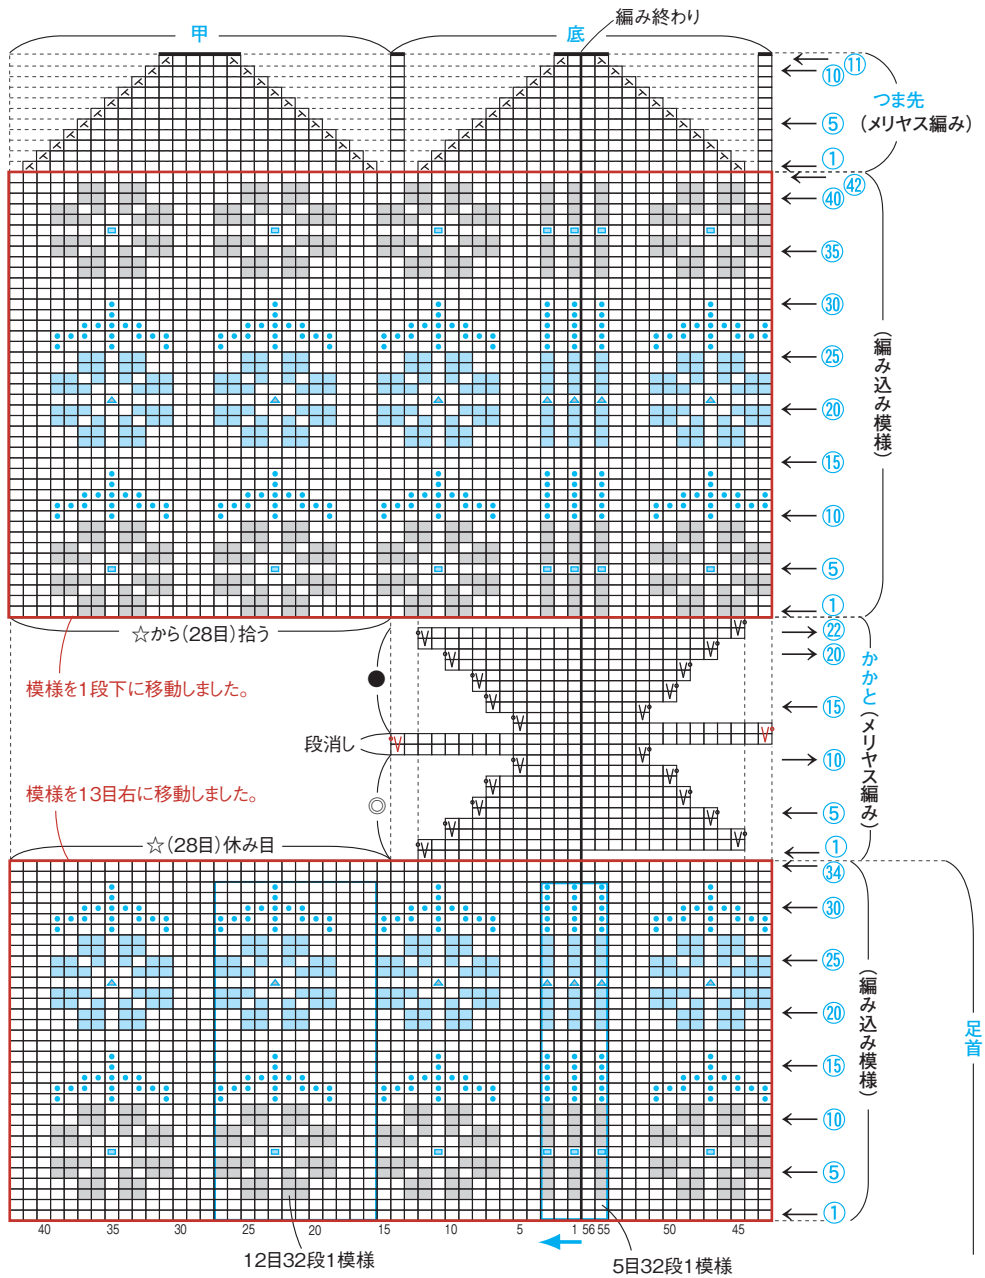 編み終わり
甲
底
⑪
⑩
つま先
(メリヤス編み)
⑤
①
㊷
㊵
㉟
㉚
(編み込み模様)
㉕
⑳
⑮
⑩
⑤
①
☆から(28目)拾う
模様を1段下に移動しました。
㉒
⑳
かかと(メリヤス編み)
⑮
段消し
⑩
模様を13目右に移動しました。
⑤
①
☆(28目)休み目
㉞
㉚
㉕
(編み込み模様)
⑳
足首
⑮
⑩
⑤
①
40 35 30 25 20 15 10 5 1 56 55 50 45
12目32段1模様
5目32段1模様